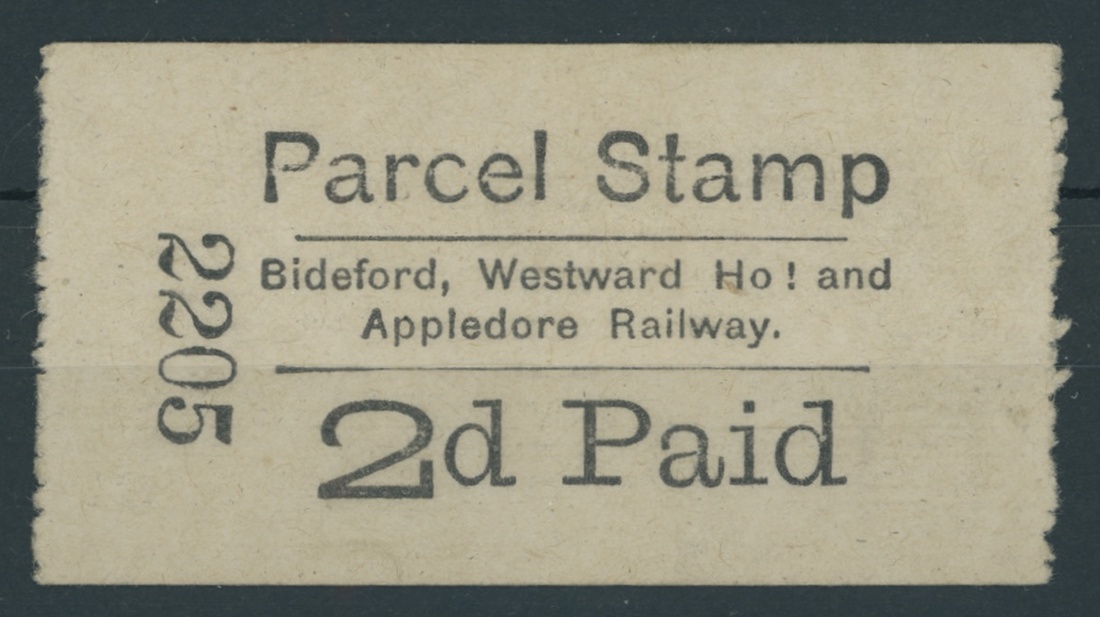 Parcel Stamp
2205
Bideford, Westward Ho! and
Appledore Railway.
2d Paid